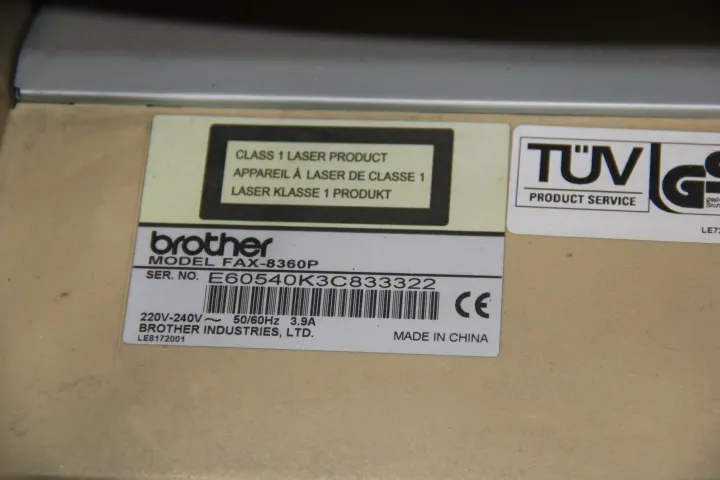 CLASS 1 LASER PRODUCT
APPAREIL À LASER DE CLASSE 1
LASER KLASSE 1 PRODUKT
brother
MODEL FAX-8360P
SER. NO. E60540K3C833322
220V-240V ~ 50/60Hz 3.9A
BROTHER INDUSTRIES, LTD.
LE8172001
CE
MADE IN CHINA
TÜV
PRODUCT SERVICE
GS